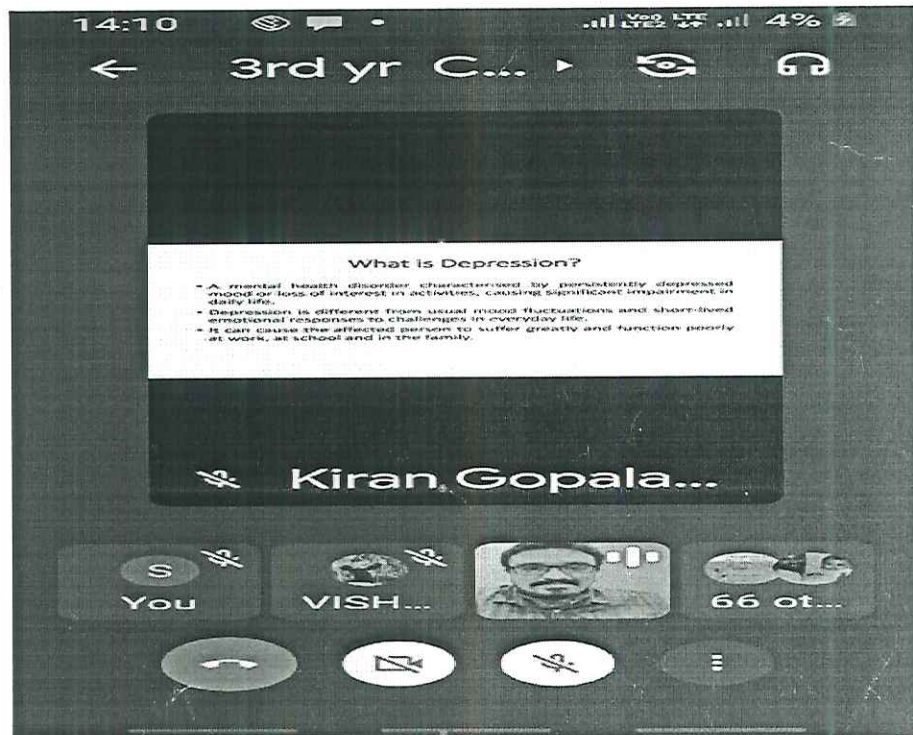 14:10 Vo) LTE LTE2 4%
3rd yr C...
What is Depression?
• A mental health disorder characterised by persistently depressed
mood or loss of interest in activities, causing significant impairment in
daily life.
• Depression is different from usual mood fluctuations and short-lived
emotional responses to challenges in everyday life.
• It can cause the affected person to suffer greatly and function poorly
at work, at school and in the family.
Kiran Gopala...
S
You VISH... 66 ot...